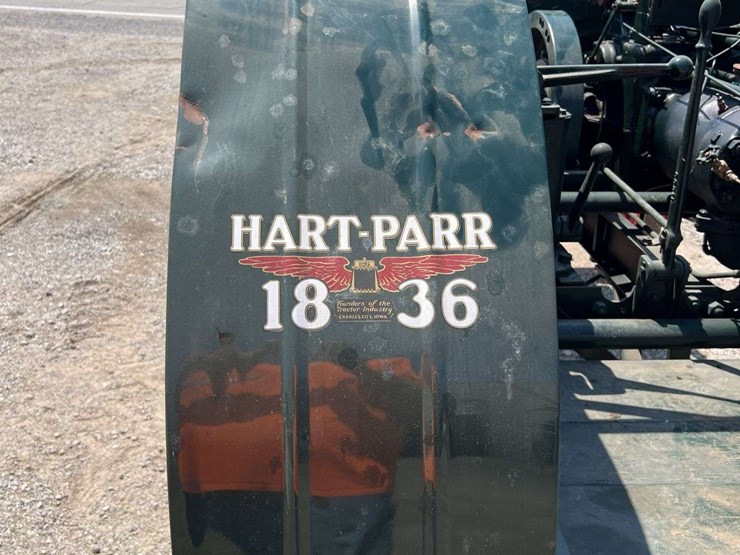 HART-PARR
18 36
Founders of the
Tractor Industry
CHARLES CITY, IOWA